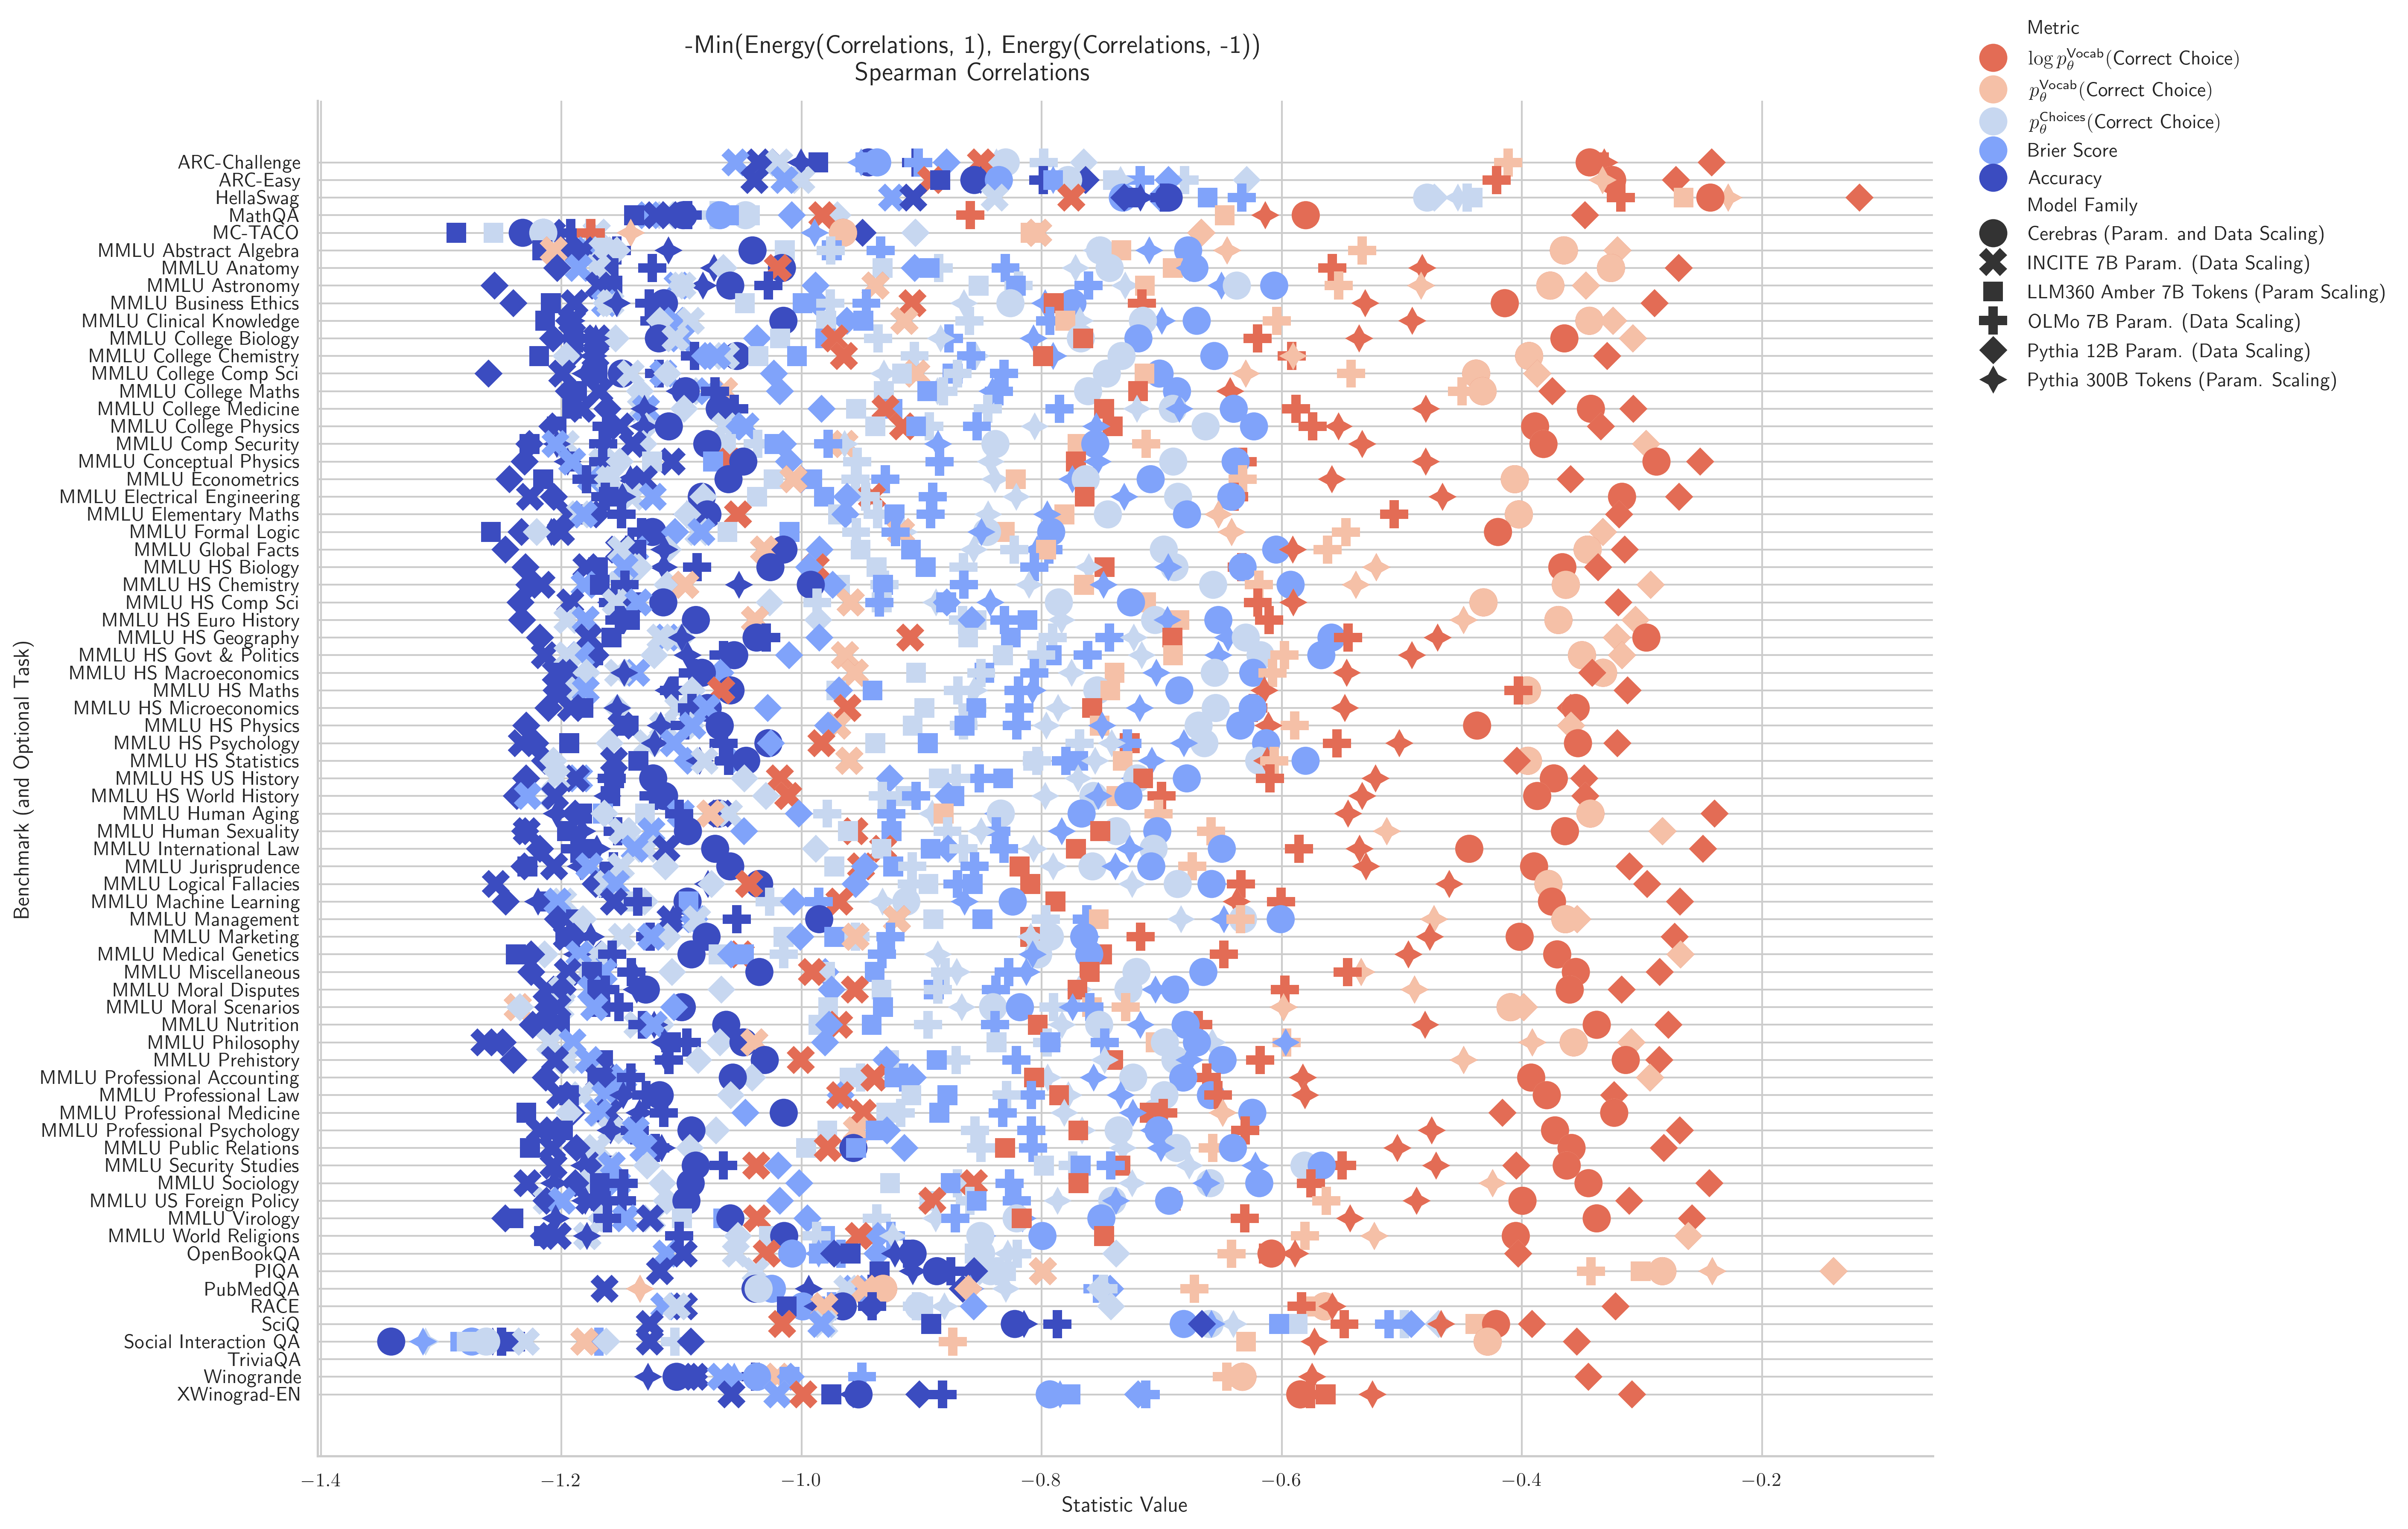 -Min(Energy(Correlations, 1), Energy(Correlations, -1))
Spearman Correlations
Benchmark (and Optional Task)
ARC-Challenge
ARC-Easy
HellaSwag
MathQA
MC-TACO
MMLU Abstract Algebra
MMLU Anatomy
MMLU Astronomy
MMLU Business Ethics
MMLU Clinical Knowledge
MMLU College Biology
MMLU College Chemistry
MMLU College Comp Sci
MMLU College Maths
MMLU College Medicine
MMLU College Physics
MMLU Comp Security
MMLU Conceptual Physics
MMLU Econometrics
MMLU Electrical Engineering
MMLU Elementary Maths
MMLU Formal Logic
MMLU Global Facts
MMLU HS Biology
MMLU HS Chemistry
MMLU HS Comp Sci
MMLU HS Euro History
MMLU HS Geography
MMLU HS Govt & Politics
MMLU HS Macroeconomics
MMLU HS Maths
MMLU HS Microeconomics
MMLU HS Physics
MMLU HS Psychology
MMLU HS Statistics
MMLU HS US History
MMLU HS World History
MMLU Human Aging
MMLU Human Sexuality
MMLU International Law
MMLU Jurisprudence
MMLU Logical Fallacies
MMLU Machine Learning
MMLU Management
MMLU Marketing
MMLU Medical Genetics
MMLU Miscellaneous
MMLU Moral Disputes
MMLU Moral Scenarios
MMLU Nutrition
MMLU Philosophy
MMLU Prehistory
MMLU Professional Accounting
MMLU Professional Law
MMLU Professional Medicine
MMLU Professional Psychology
MMLU Public Relations
MMLU Security Studies
MMLU Sociology
MMLU US Foreign Policy
MMLU Virology
MMLU World Religions
OpenBookQA
PIQA
PubMedQA
RACE
SciQ
Social Interaction QA
TriviaQA
Winogrande
XWinograd-EN
−1.4 −1.2 −1.0 −0.8 −0.6 −0.4 −0.2
Statistic Value
Metric
log p_θ^Vocab(Correct Choice)
p_θ^Vocab(Correct Choice)
p_θ^Choices(Correct Choice)
Brier Score
Accuracy
Model Family
Cerebras (Param. and Data Scaling)
INCITE 7B Param. (Data Scaling)
LLM360 Amber 7B Tokens (Param Scaling)
OLMo 7B Param. (Data Scaling)
Pythia 12B Param. (Data Scaling)
Pythia 300B Tokens (Param. Scaling)